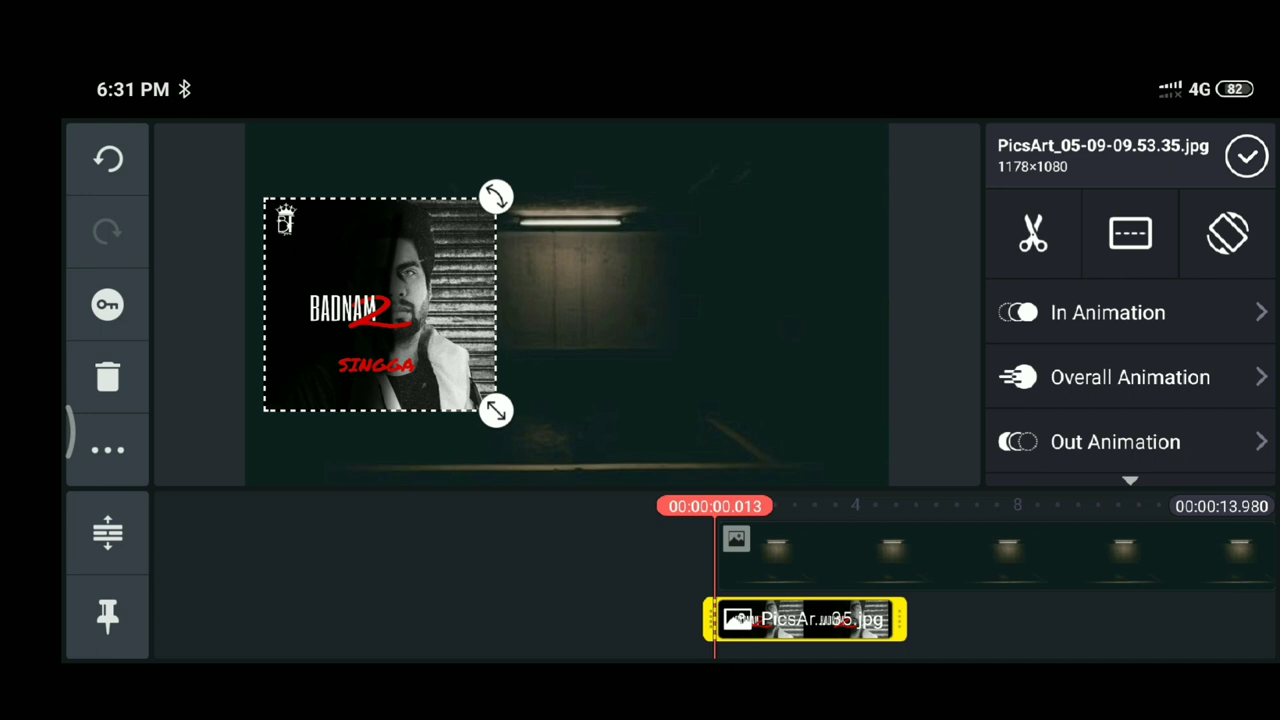 6:31 PM
4G 82
PicsArt_05-09-09.53.35.jpg
1178×1080
BADNAM
2
SINGGA
In Animation
Overall Animation
Out Animation
00:00:00.013
4
8
00:00:13.980
PicsAr...35.jpg